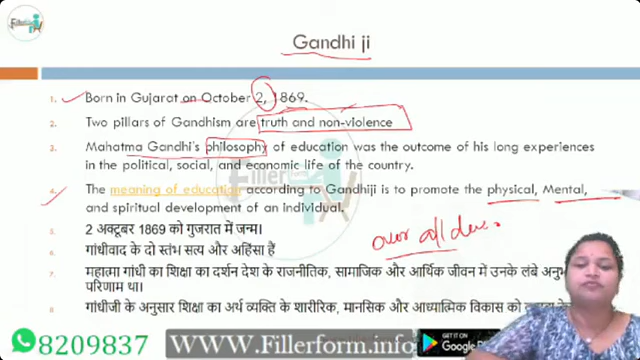 Gandhi ji
1. Born in Gujarat on October 2, 1869.
2. Two pillars of Gandhism are truth and non-violence
3. Mahatma Gandhi's philosophy of education was the outcome of his long experiences
in the political, social, and economic life of the country.
4. The meaning of education according to Gandhiji is to promote the physical, Mental,
and spiritual development of an individual.
over all deve.
5. 2 अक्टूबर 1869 को गुजरात में जन्म।
6. गांधीवाद के दो स्तंभ सत्य और अहिंसा हैं
7. महात्मा गांधी का शिक्षा का दर्शन देश के राजनीतिक, सामाजिक और आर्थिक जीवन में उनके लंबे
परिणाम था।
8. गांधीजी के अनुसार शिक्षा का अर्थ व्यक्ति के शारीरिक, मानसिक और आध्यात्मिक विकास को
8209837 WWW.Fillerform.info GET IT ON Google